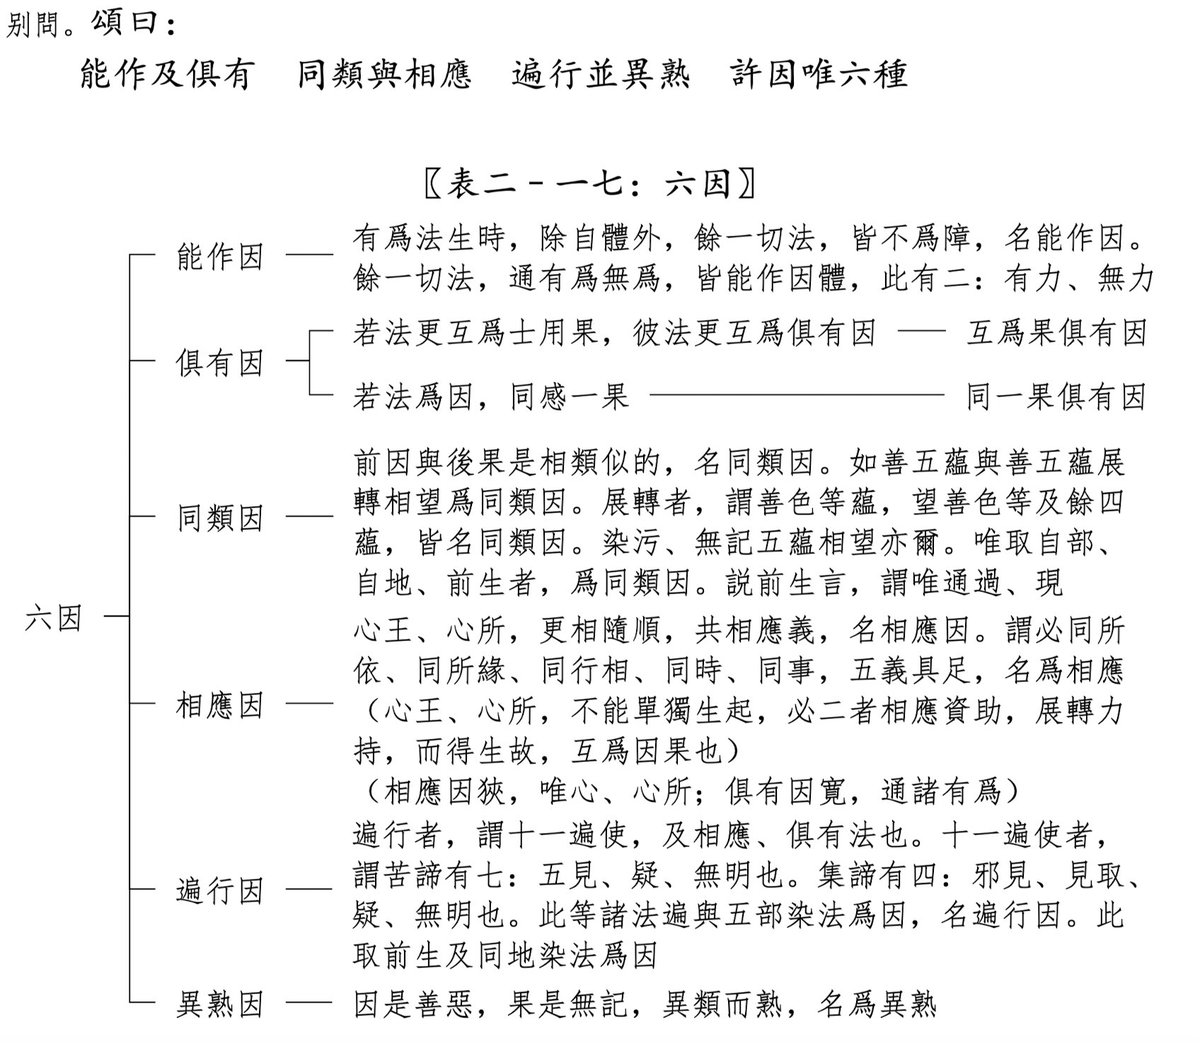 别問。頌曰：
能作及俱有　同類與相應　遍行並異熟　許因唯六種
〖表二－一七：六因〗
六因
能作因
有爲法生時，除自體外，餘一切法，皆不爲障，名能作因。
餘一切法，通有爲無爲，皆能作因體，此有二：有力、無力
俱有因
若法更互爲士用果，彼法更互爲俱有因
互爲果俱有因
若法爲因，同感一果
同一果俱有因
同類因
前因與後果是相類似的，名同類因。如善五蘊與善五蘊展
轉相望爲同類因。展轉者，謂善色等蘊，望善色等及餘四
蘊，皆名同類因。染污、無記五蘊相望亦爾。唯取自部、
自地、前生者，爲同類因。説前生言，謂唯通過、現
相應因
心王、心所，更相隨順，共相應義，名相應因。謂必同所
依、同所緣、同行相、同時、同事，五義具足，名爲相應
（心王、心所，不能單獨生起，必二者相應資助，展轉力
持，而得生故，互爲因果也）
（相應因狹，唯心、心所；俱有因寬，通諸有爲）
遍行因
遍行者，謂十一遍使，及相應、俱有法也。十一遍使者，
謂苦諦有七：五見、疑、無明也。集諦有四：邪見、見取、
疑、無明也。此等諸法遍與五部染法爲因，名遍行因。此
取前生及同地染法爲因
異熟因
因是善惡，果是無記，異類而熟，名爲異熟